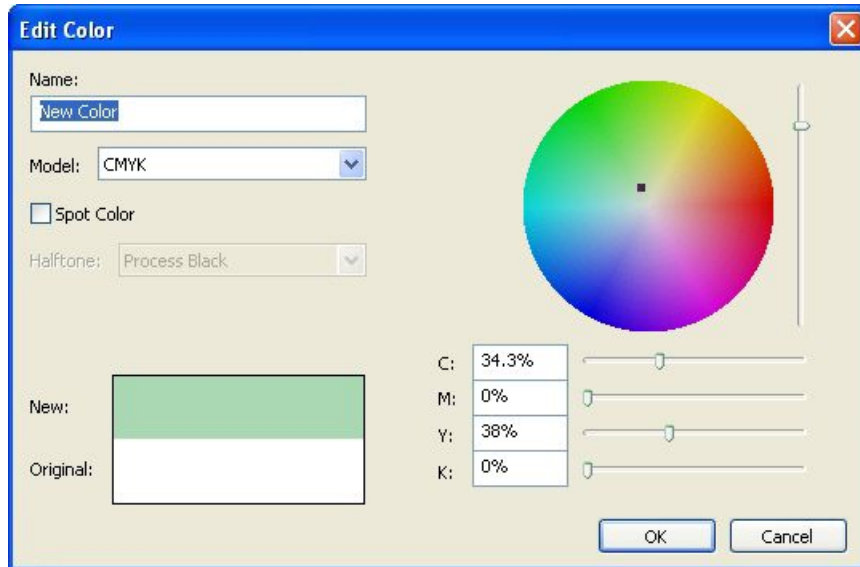 Edit Color
Name:
New Color
Model: CMYK
Spot Color
Halftone: Process Black
New:
Original:
C: 34.3%
M: 0%
Y: 38%
K: 0%
OK Cancel